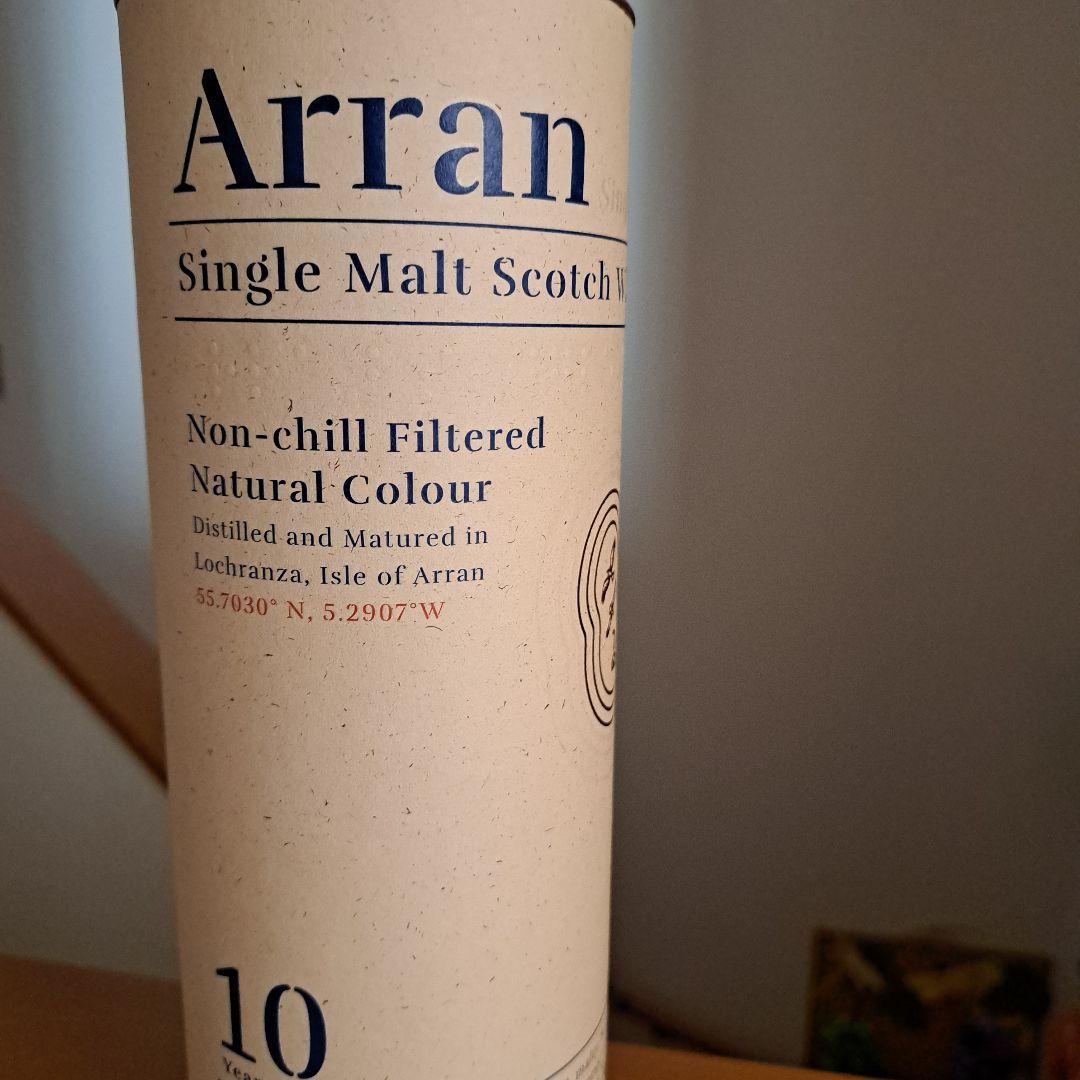 Arran
Single Malt Scotch
Non-chill Filtered
Natural Colour
Distilled and Matured in
Lochranza, Isle of Arran
55.7030° N, 5.2907°W
10